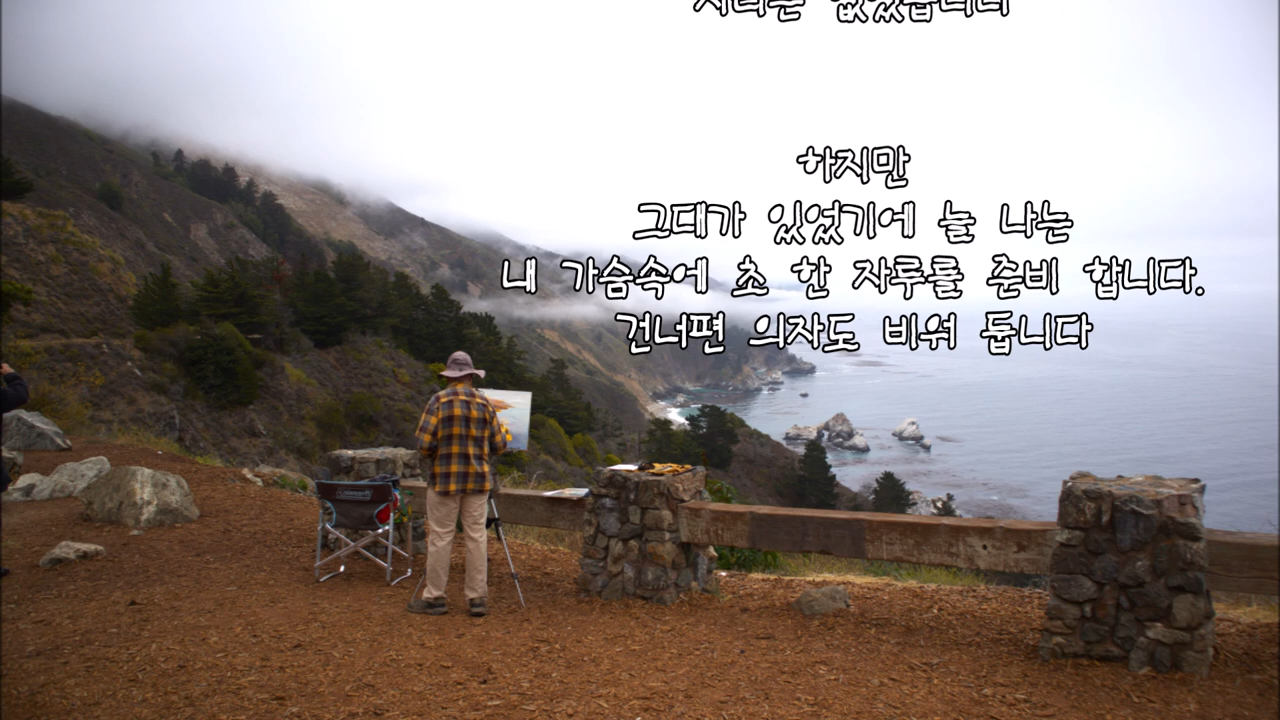 하지만
그대가 있었기에 늘 나는
내 가슴속에 초 한 자루를 준비 합니다.
건너편 의자도 비워 둡니다